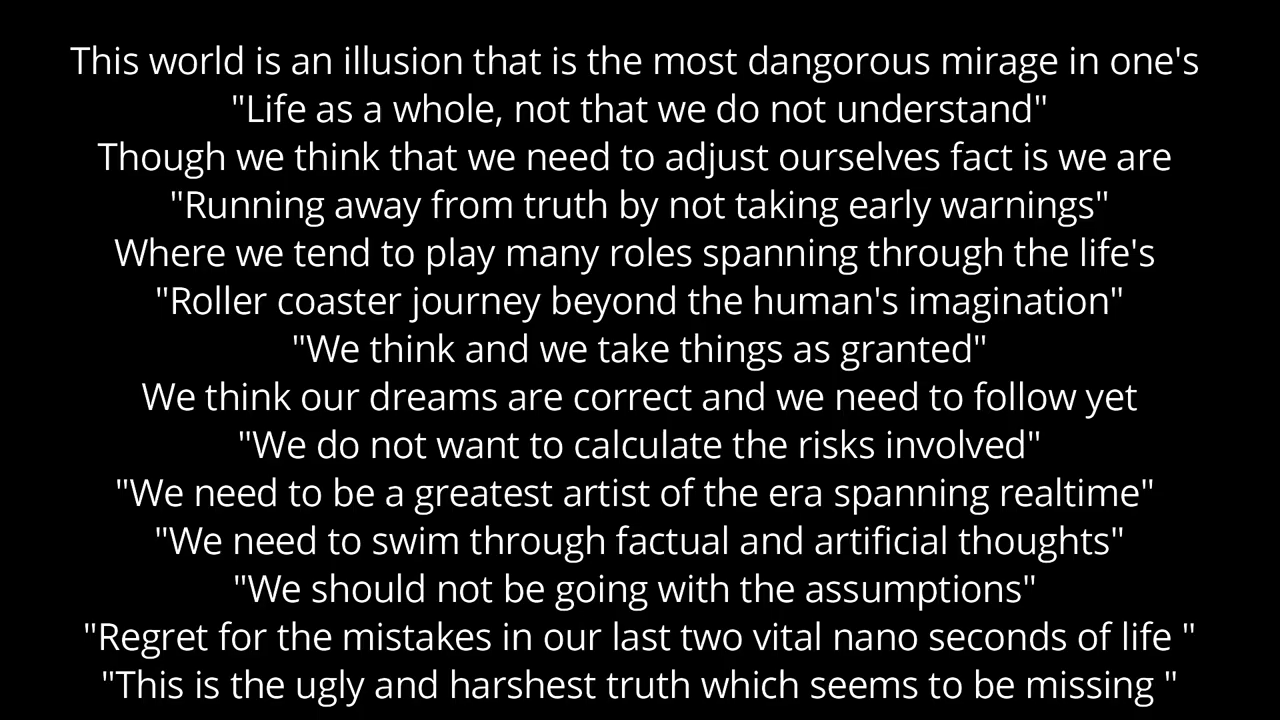 This world is an illusion that is the most dangorous mirage in one's
"Life as a whole, not that we do not understand"
Though we think that we need to adjust ourselves fact is we are
"Running away from truth by not taking early warnings"
Where we tend to play many roles spanning through the life's
"Roller coaster journey beyond the human's imagination"
"We think and we take things as granted"
We think our dreams are correct and we need to follow yet
"We do not want to calculate the risks involved"
"We need to be a greatest artist of the era spanning realtime"
"We need to swim through factual and artificial thoughts"
"We should not be going with the assumptions"
"Regret for the mistakes in our last two vital nano seconds of life "
"This is the ugly and harshest truth which seems to be missing "